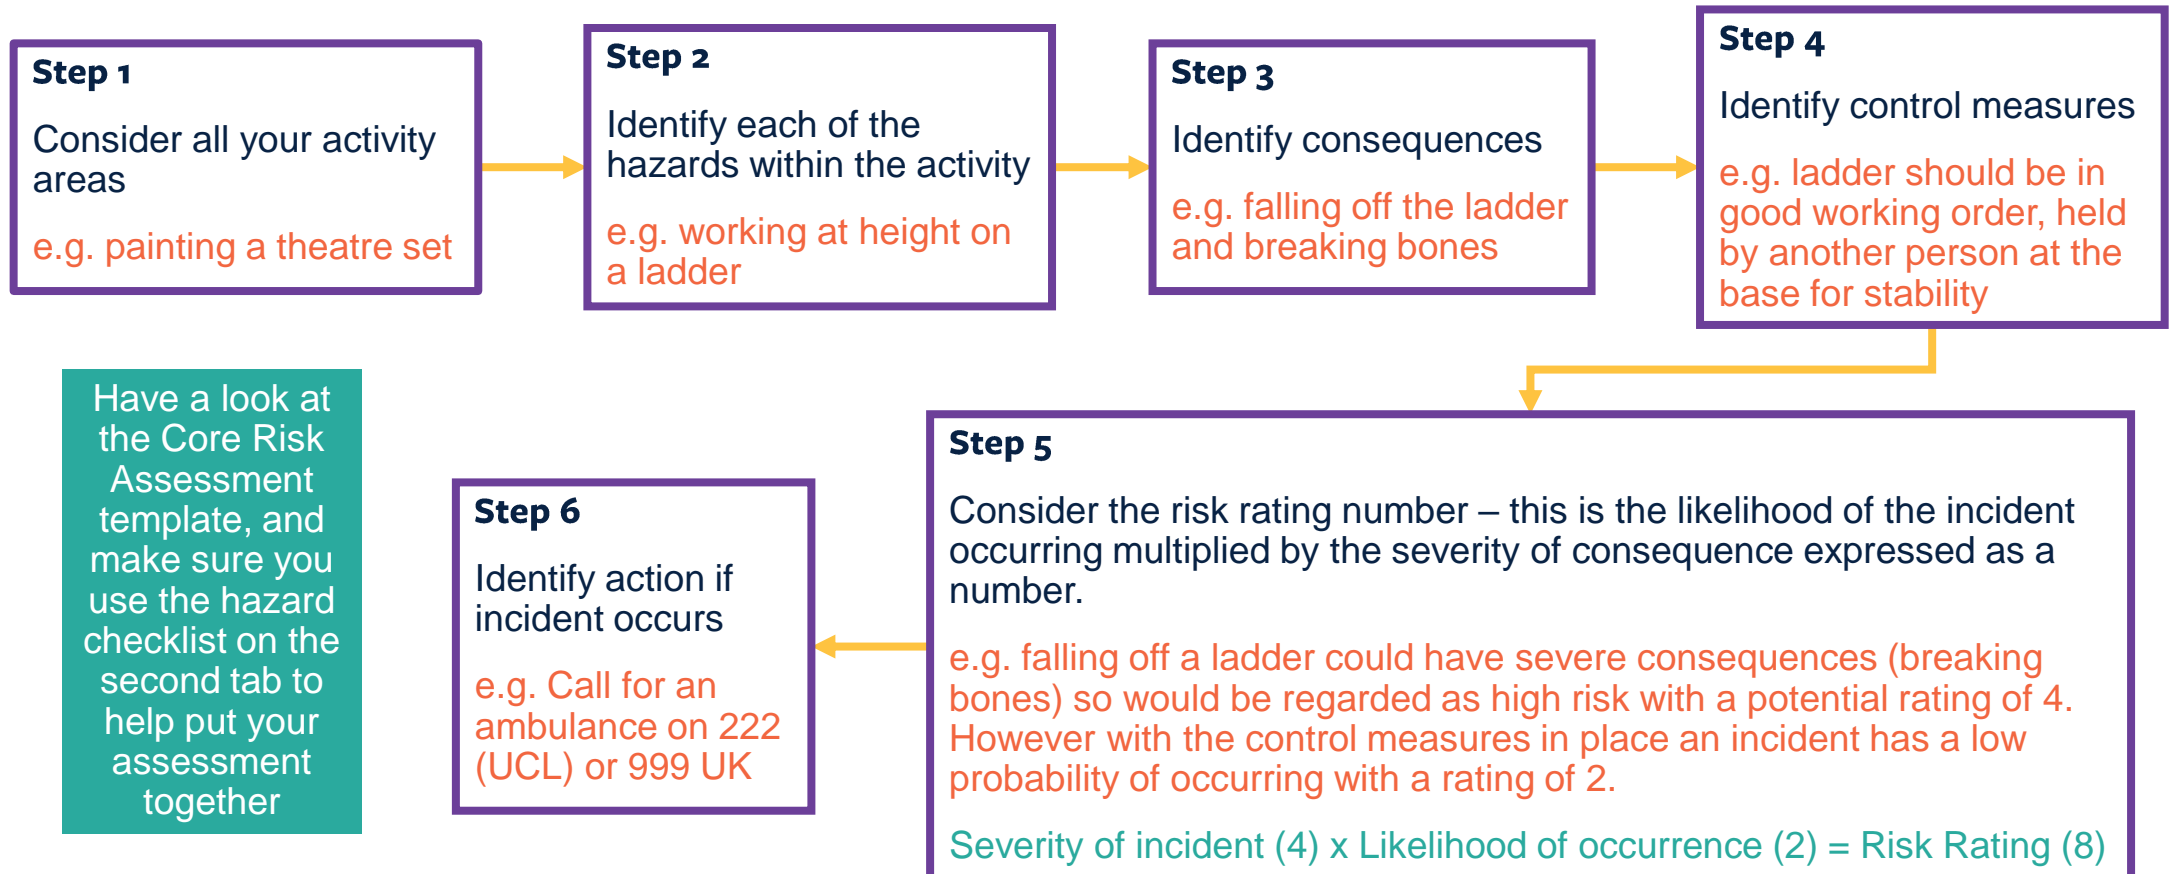 Step 1
Consider all your activity
areas
e.g. painting a theatre set
Step 2
Identify each of the
hazards within the activity
e.g. working at height on
a ladder
Step 3
Identify consequences
e.g. falling off the ladder
and breaking bones
Step 4
Identify control measures
e.g. ladder should be in
good working order, held
by another person at the
base for stability
Step 5
Consider the risk rating number – this is the likelihood of the incident
occurring multiplied by the severity of consequence expressed as a
number.
e.g. falling off a ladder could have severe consequences (breaking
bones) so would be regarded as high risk with a potential rating of 4.
However with the control measures in place an incident has a low
probability of occurring with a rating of 2.
Severity of incident (4) x Likelihood of occurrence (2) = Risk Rating (8)
Step 6
Identify action if
incident occurs
e.g. Call for an
ambulance on 222
(UCL) or 999 UK
Have a look at
the Core Risk
Assessment
template, and
make sure you
use the hazard
checklist on the
second tab to
help put your
assessment
together